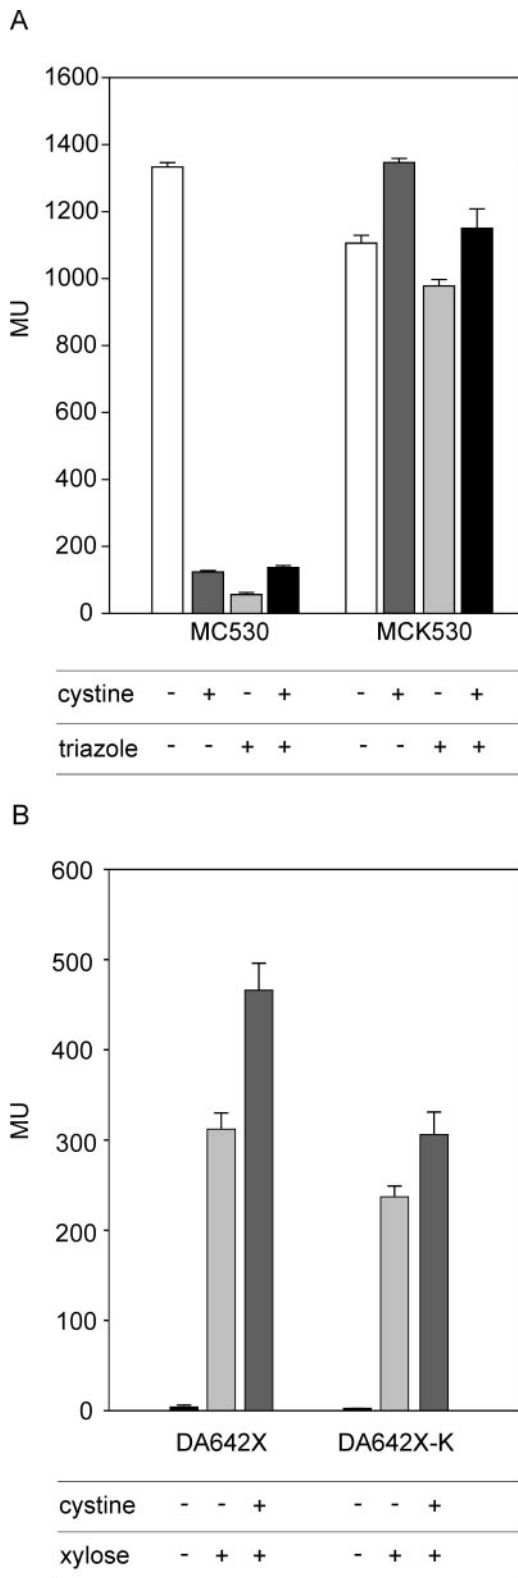 A
1600
1400
1200
1000
800
600
400
200
0
MU
MC530 MCK530
cystine - + - + - + - +
triazole - - + + - - + +
B
600
500
400
300
200
100
0
MU
DA642X DA642X-K
cystine - - + - - +
xylose - + + - + +